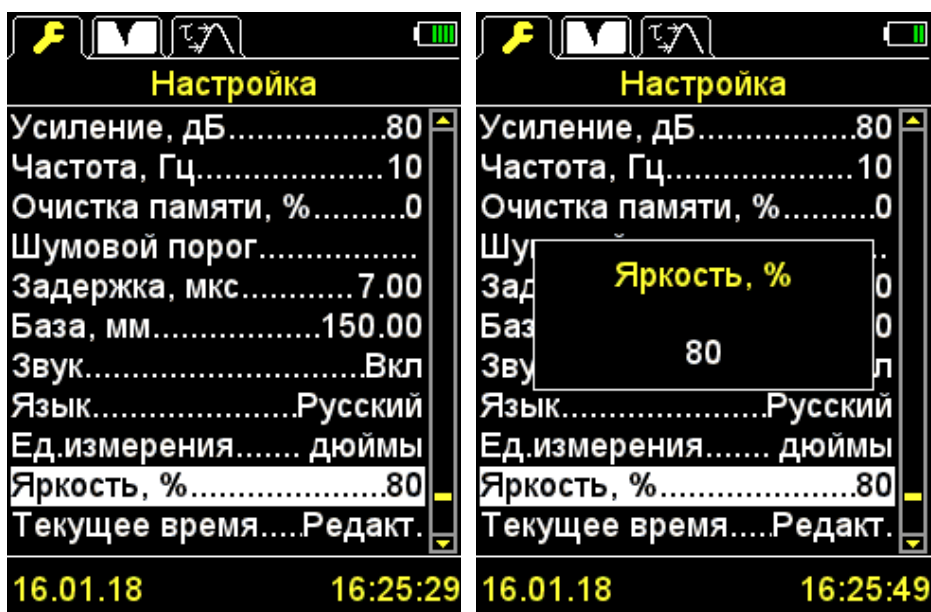 Настройка
Усиление, дБ................80
Частота, Гц....................10
Очистка памяти, %..........0
Шумовой порог.................
Задержка, мкс............7.00
База, мм..................150.00
Звук..............................Вкл
Язык......................Русский
Ед.измерения....... дюймы
Яркость, %.....................80
Текущее время.....Редакт.
16.01.18 16:25:29
Настройка
Усиление, дБ................80
Частота, Гц....................10
Очистка памяти, %..........0
Яркость, %
80
Язык......................Русский
Ед.измерения....... дюймы
Яркость, %.....................80
Текущее время.....Редакт.
16.01.18 16:25:49